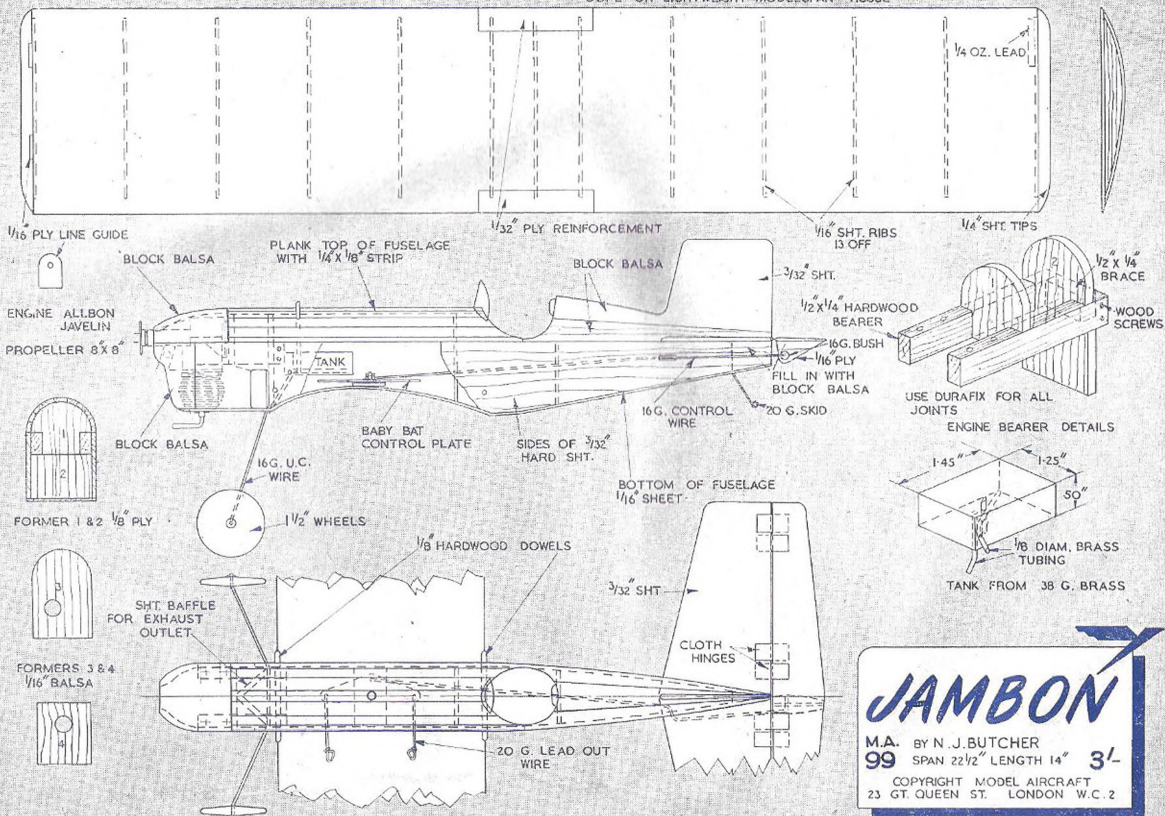 1/4 OZ. LEAD
1/16" PLY LINE GUIDE
1/32" PLY REINFORCEMENT
1/16" SHT. RIBS
13 OFF
1/4" SHT. TIPS
BLOCK BALSA
PLANK TOP OF FUSELAGE
WITH 1/4" X 1/8" STRIP
BLOCK BALSA
3/32" SHT.
2
1/2" X 1/4"
BRACE
ENGINE ALLBON
JAVELIN
1/2" X 1/4" HARDWOOD
BEARER
WOOD
SCREWS
PROPELLER 8" X 8"
TANK
16G. BUSH
1/16" PLY
FILL IN WITH
BLOCK BALSA
20 G. SKID
USE DURAFIX FOR ALL
JOINTS
ENGINE BEARER DETAILS
BLOCK BALSA
BABY BAT
CONTROL PLATE
SIDES OF 3/32"
HARD SHT.
16 G. CONTROL
WIRE
2
16G. U.C.
WIRE
BOTTOM OF FUSELAGE
1/16" SHEET
1·45"
1·25"
·50"
FORMER 1 & 2 1/8" PLY
1 1/2" WHEELS
1/8" HARDWOOD DOWELS
1/8 DIAM. BRASS
TUBING
TANK FROM 38 G. BRASS
3
SHT. BAFFLE
FOR EXHAUST
OUTLET
3/32" SHT
CLOTH
HINGES
FORMERS 3 & 4
1/16" BALSA
4
20 G. LEAD OUT
WIRE
JAMBON
M.A. BY N. J. BUTCHER
99 SPAN 22 1/2" LENGTH 14" 3/-
COPYRIGHT MODEL AIRCRAFT
23 GT. QUEEN ST. LONDON W.C.2